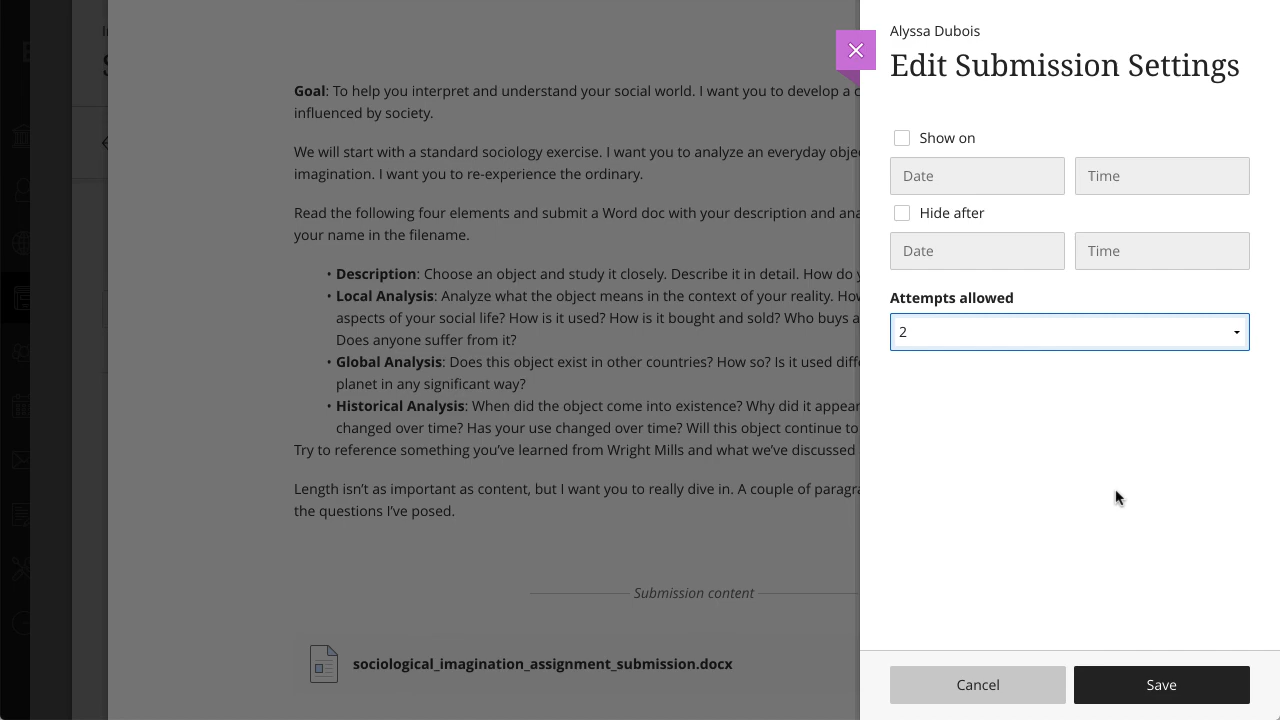 Alyssa Dubois
Edit Submission Settings
Show on
Date Time
Hide after
Date Time
Attempts allowed
2
Cancel Save
Goal: To help you interpret and understand your social world. I want you to develop a
influenced by society.
We will start with a standard sociology exercise. I want you to analyze an everyday
imagination. I want you to re-experience the ordinary.
Read the following four elements and submit a Word doc with your description and
your name in the filename.
• Description: Choose an object and study it closely. Describe it in detail. How do
• Local Analysis: Analyze what the object means in the context of your reality.
aspects of your social life? How is it used? How is it bought and sold? Who buys
Does anyone suffer from it?
• Global Analysis: Does this object exist in other countries? How so? Is it used
planet in any significant way?
• Historical Analysis: When did the object come into existence? Why did it appear
changed over time? Has your use changed over time? Will this object continue to
Try to reference something you've learned from Wright Mills and what we've discussed
Length isn't as important as content, but I want you to really dive in. A couple of
the questions I've posed.
Submission content
sociological_imagination_assignment_submission.docx